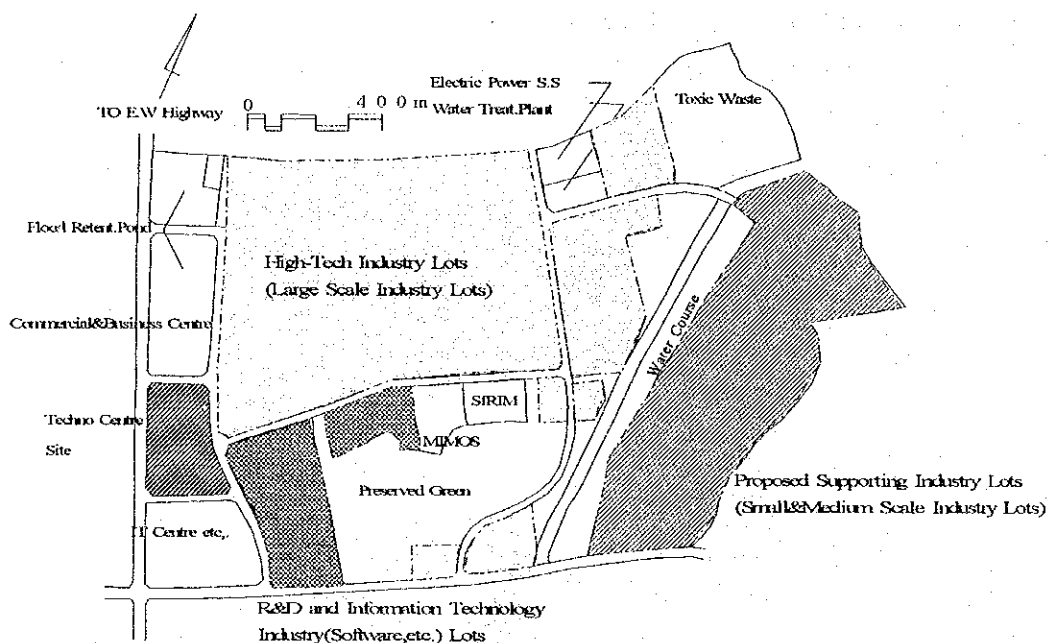 Electric Power S.S
Water Treat.Plant
Toxic Waste
0 400m
TO EW Highway
Flood Retent.Pond
High-Tech Industry Lots
(Large Scale Industry Lots)
Commercial&Business Centre
Water Course
SIRIM
Techno Centre
Site
MIMOS
Preserved Green
Proposed Supporting Industry Lots
(Small&Medium Scale Industry Lots)
IT Centre etc,.
R&D and Information Technology
Industry(Software,etc.) Lots